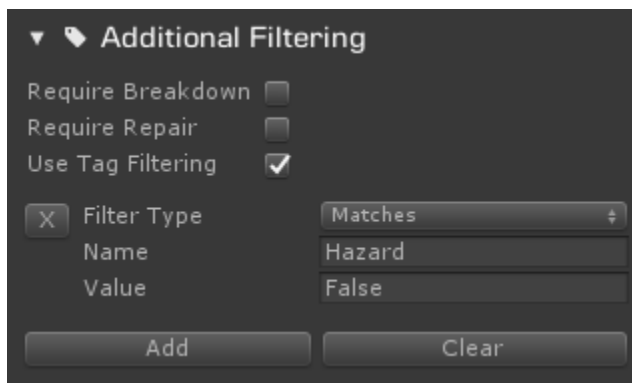 Additional Filtering
Require Breakdown
Require Repair
Use Tag Filtering
X Filter Type Matches
Name Hazard
Value False
Add Clear